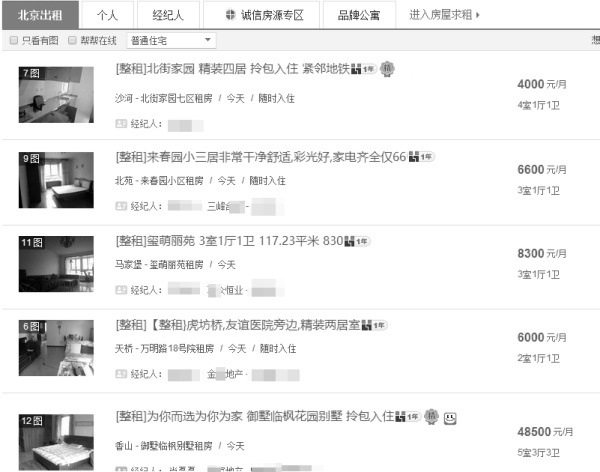 北京出租 个人 经纪人 诚信房源专区 品牌公寓 进入房屋求租
只看有图 帮帮在线 普通住宅 想
7图
[整租]北街家园 精装四居 拎包入住 紧邻地铁 1年 精
4000 元/月
沙河 - 北街家园七区租房 / 今天 / 随时入住
4室1厅1卫
经纪人：
9图
[整租]来春园小三居非常干净舒适,彩光好,家电齐全仅66 1年
6600 元/月
北苑 - 来春园小区租房 / 今天 / 随时入住
3室1厅1卫
经纪人： 三峰 -
11图
[整租]玺萌丽苑 3室1厅1卫 117.23平米 830 1年
8300 元/月
马家堡 - 玺萌丽苑租房 / 今天
3室1厅1卫
经纪人： 恒业 -
6图
[整租]【整租}虎坊桥,友谊医院旁边,精装两居室 1年
6000 元/月
天桥 - 万明路18号院租房 / 今天 / 随时入住
2室1厅1卫
经纪人： 金 地产 -
12图
[整租]为你而选为你为家 御墅临枫花园别墅 拎包入住 1年 精
48500 元/月
香山 - 御墅临枫别墅租房 / 今天
5室3厅3卫
经纪人： 地产 -